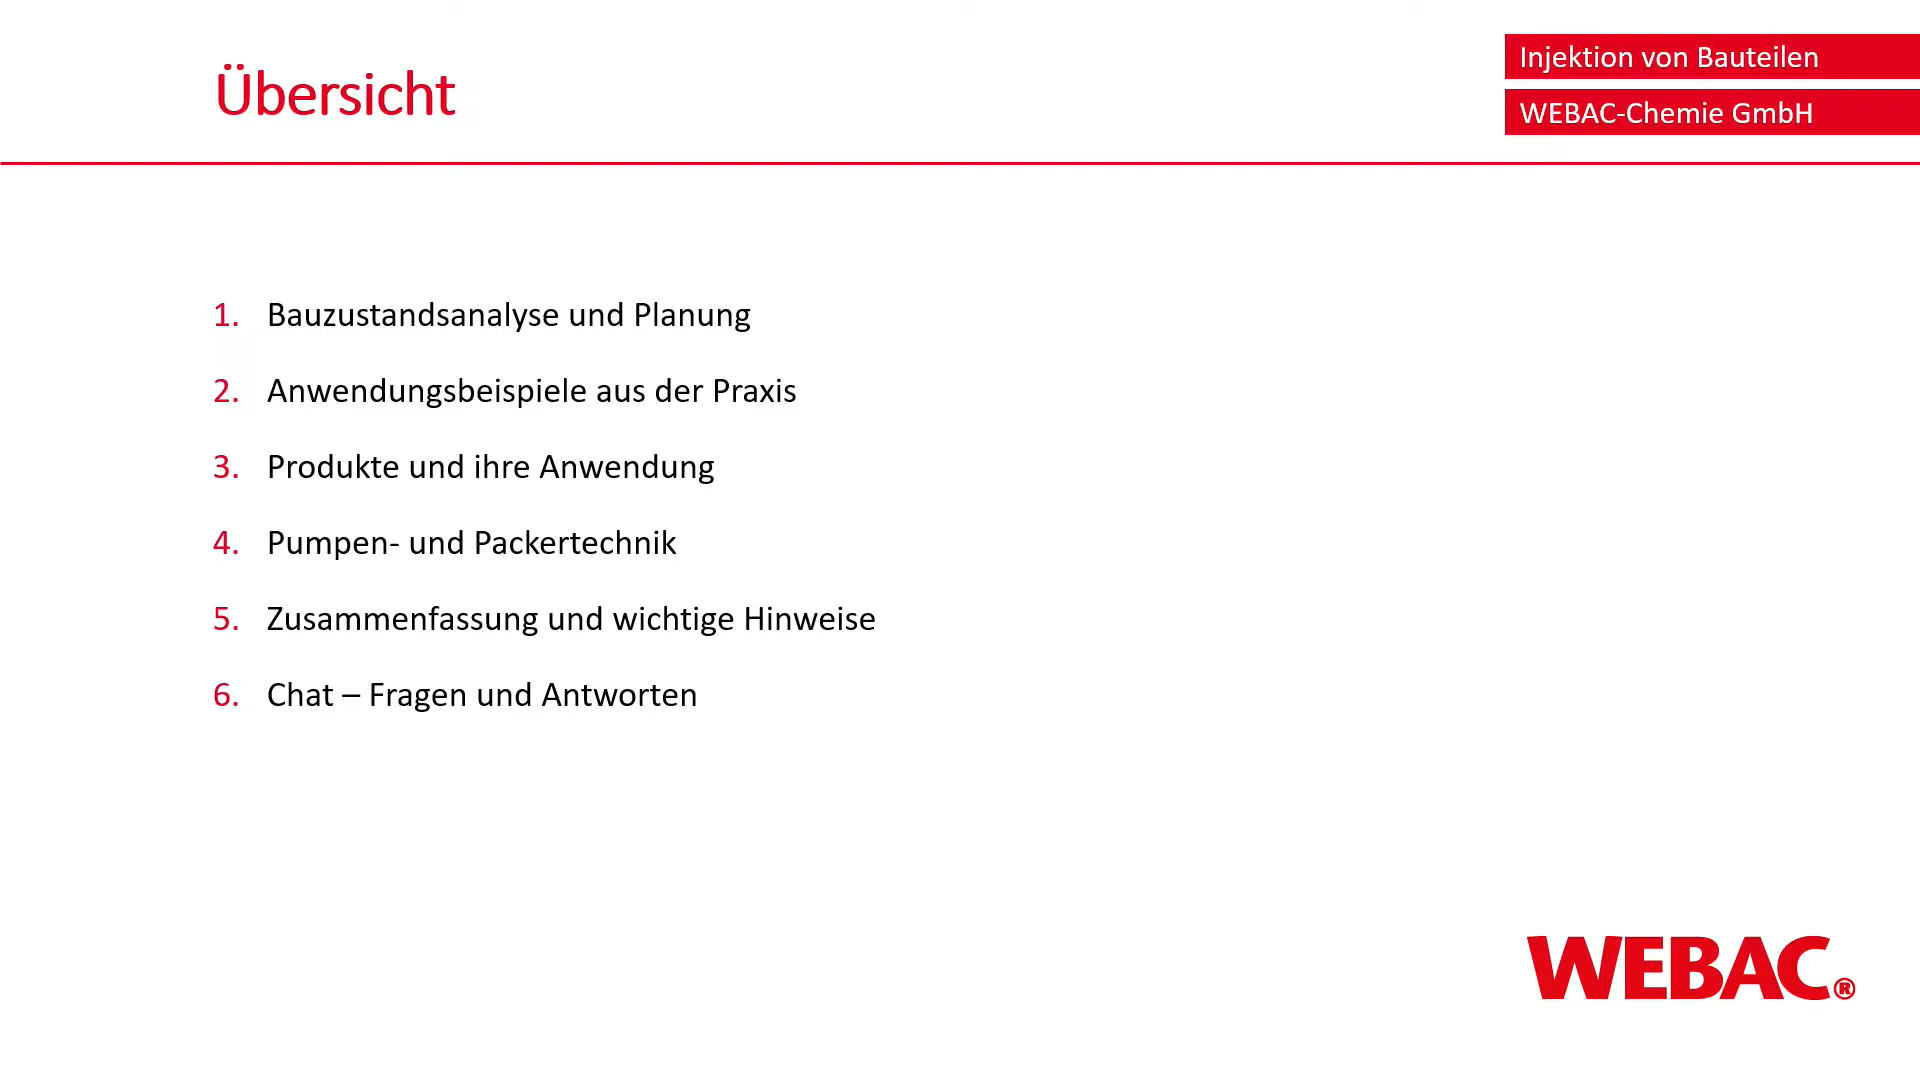 Übersicht
Injektion von Bauteilen
WEBAC-Chemie GmbH
1. Bauzustandsanalyse und Planung
2. Anwendungsbeispiele aus der Praxis
3. Produkte und ihre Anwendung
4. Pumpen- und Packertechnik
5. Zusammenfassung und wichtige Hinweise
6. Chat – Fragen und Antworten
WEBAC®